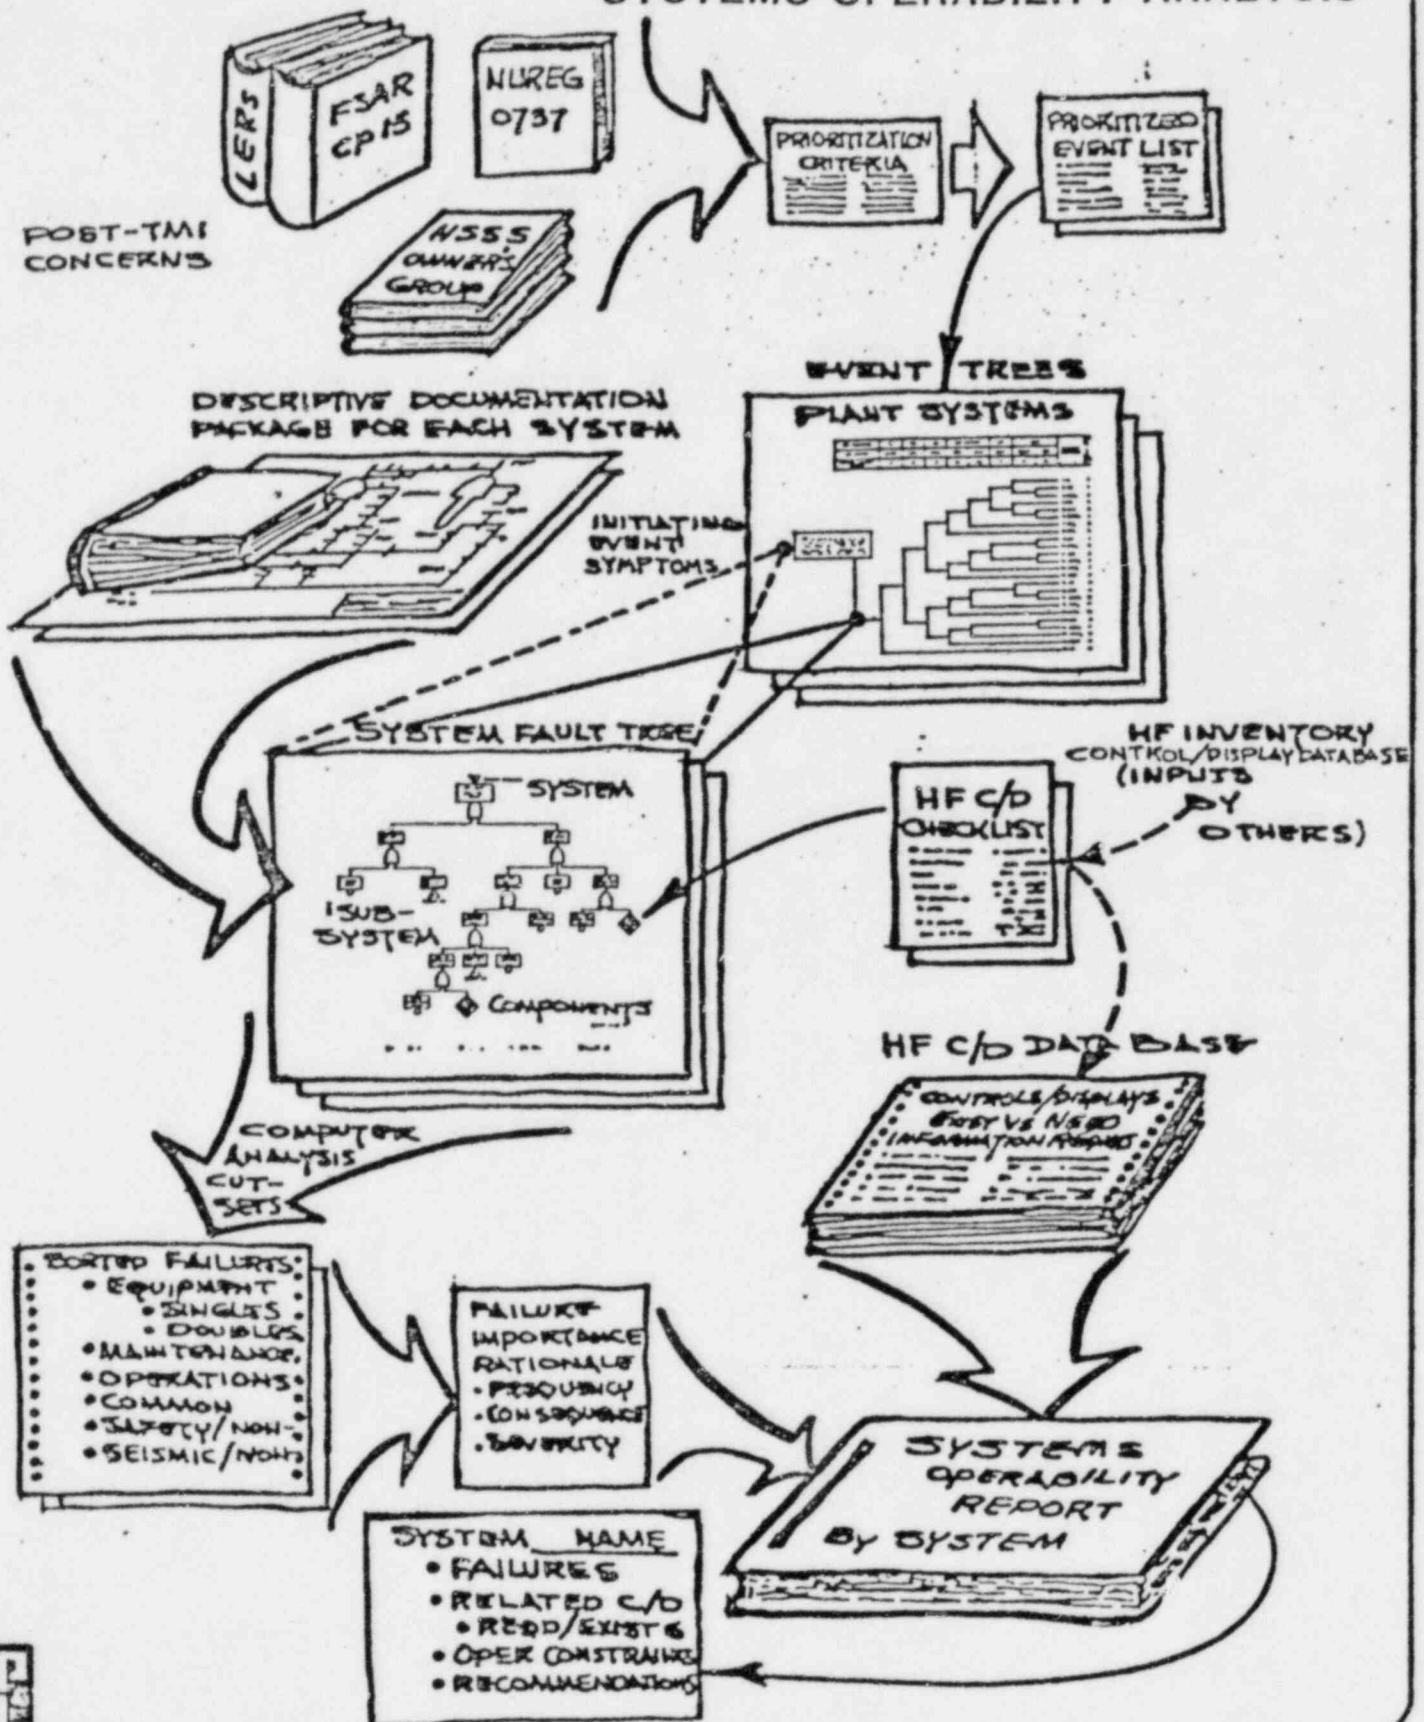 SYSTEMS OPERABILITY ANALYSIS
LERS
FSAR
CP 15
NUREG
0737
NSSS
OWNER'S
GROUP
POST-TMI
CONCERNS
PRIORITIZATION
CRITERIA
PRIORITIZED
EVENT LIST
EVENT TREES
PLANT SYSTEMS
DESCRIPTIVE DOCUMENTATION
PACKAGE FOR EACH SYSTEM
INITIATING
EVENT
SYMPTOMS
SYSTEM FAULT TREE
SYSTEM
SUB-
SYSTEM
COMPONENTS
HF INVENTORY
CONTROL/DISPLAY DATABASE
(INPUTS
BY
OTHERS)
HF C/D
CHECKLIST
HF C/D DATA BASE
CONTROLS/DISPLAYS
EXIST VS NEED
INFORMATION
COMPUTER
ANALYSIS
CUT-
SETS
SORTED FAILURES
• EQUIPMENT
• SINGLES
• DOUBLES
• MAINTENANCE
• OPERATIONS
• COMMON
• SAFETY/NON-
• SEISMIC/NON-
FAILURE
IMPORTANCE
RATIONALE
• FREQUENCY
• CONSEQUENCE
• SEVERITY
SYSTEMS
OPERABILITY
REPORT
BY SYSTEM
SYSTEM NAME
• FAILURES
• RELATED C/D
• REQD/EXISTS
• OPER CONSTRAINTS
• RECOMMENDATIONS